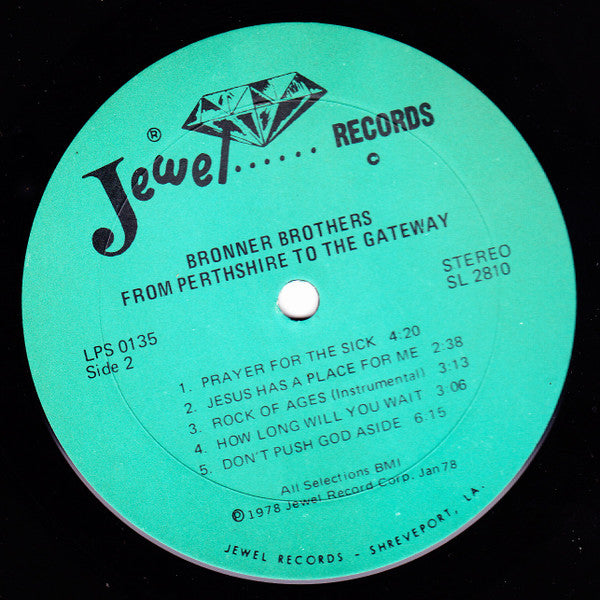 ®
Jewel...... RECORDS
©
BRONNER BROTHERS
FROM PERTHSHIRE TO THE GATEWAY
STEREO
SL 2810
LPS 0135
Side 2
1. PRAYER FOR THE SICK 4:20
2. JESUS HAS A PLACE FOR ME 2:38
3. ROCK OF AGES (Instrumental) 3:13
4. HOW LONG WILL YOU WAIT 3:06
5. DON'T PUSH GOD ASIDE 6.15
All Selections BMI
℗1978 Jewel Record Corp. Jan 78
JEWEL RECORDS - SHREVEPORT, LA.